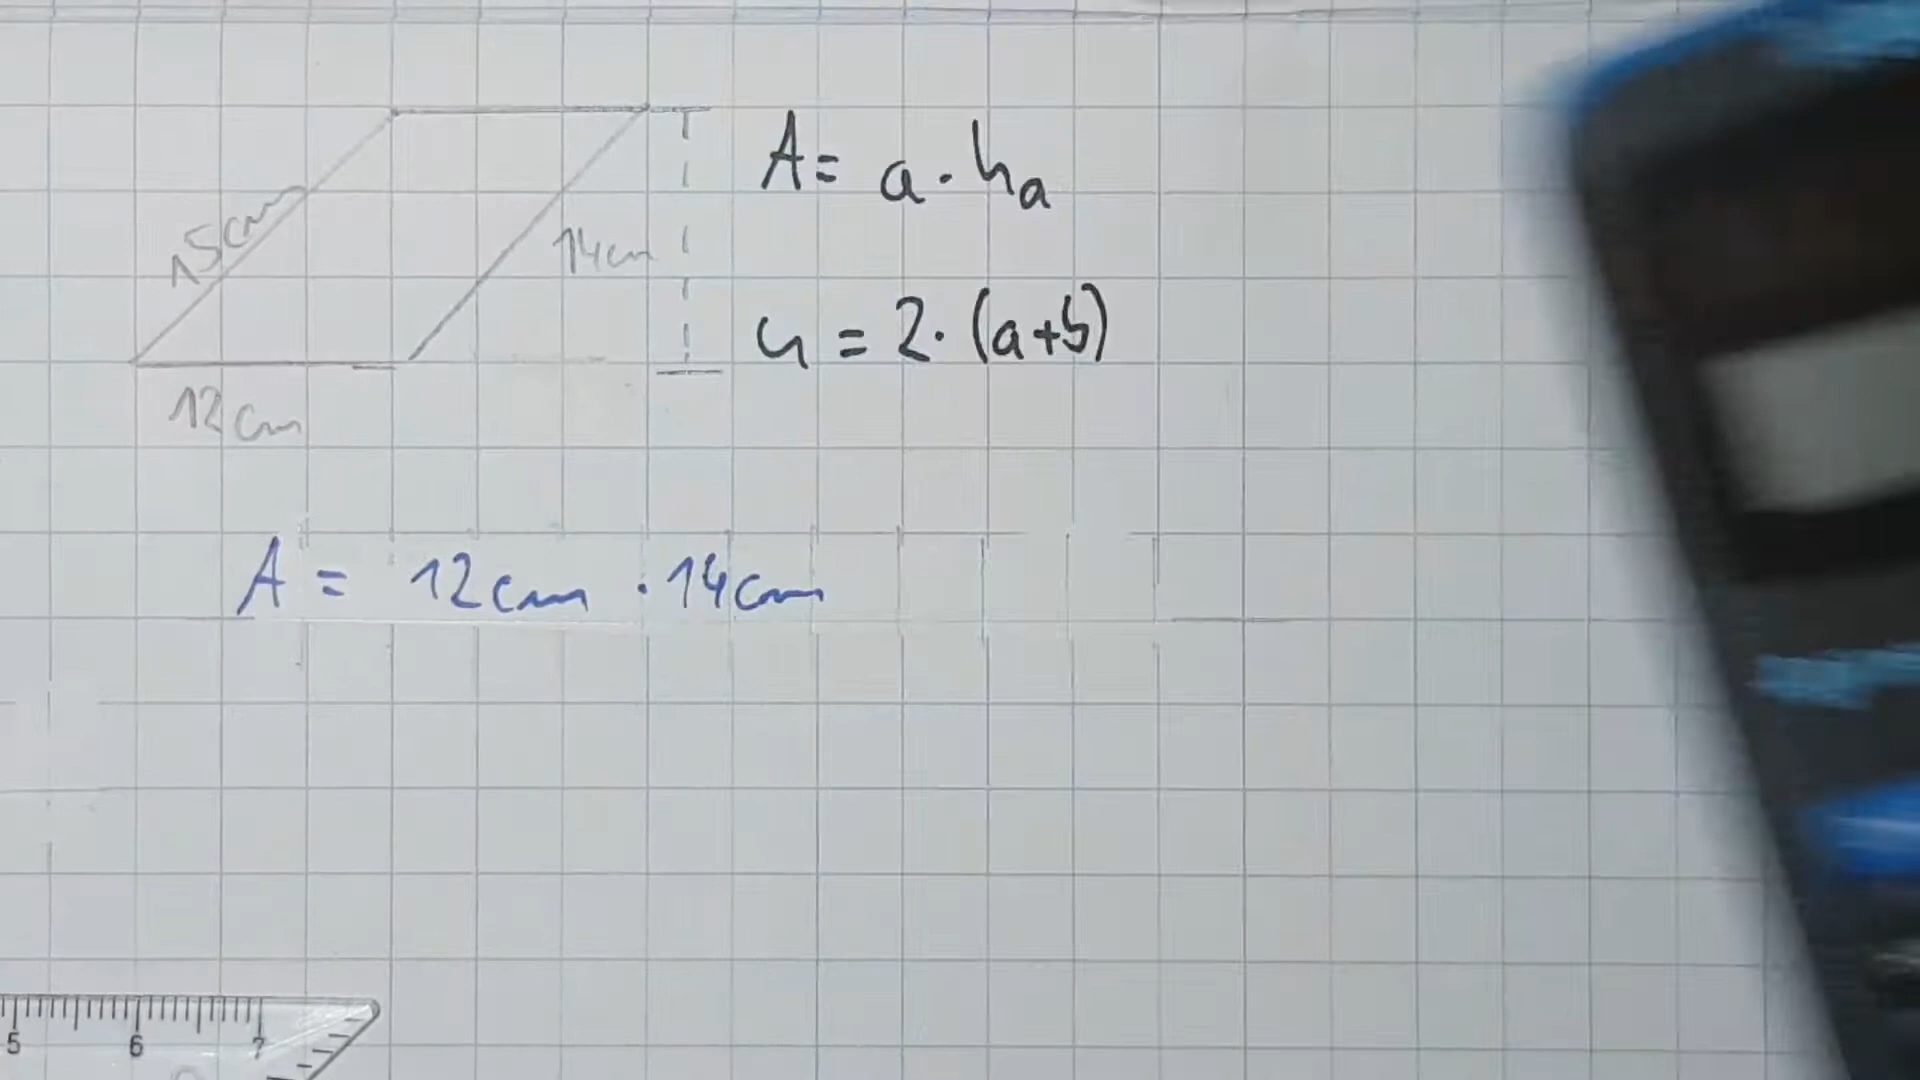 A = a · hₐ
15cm
14cm
u = 2 · (a+b)
12cm
A = 12cm · 14cm
5 6 7